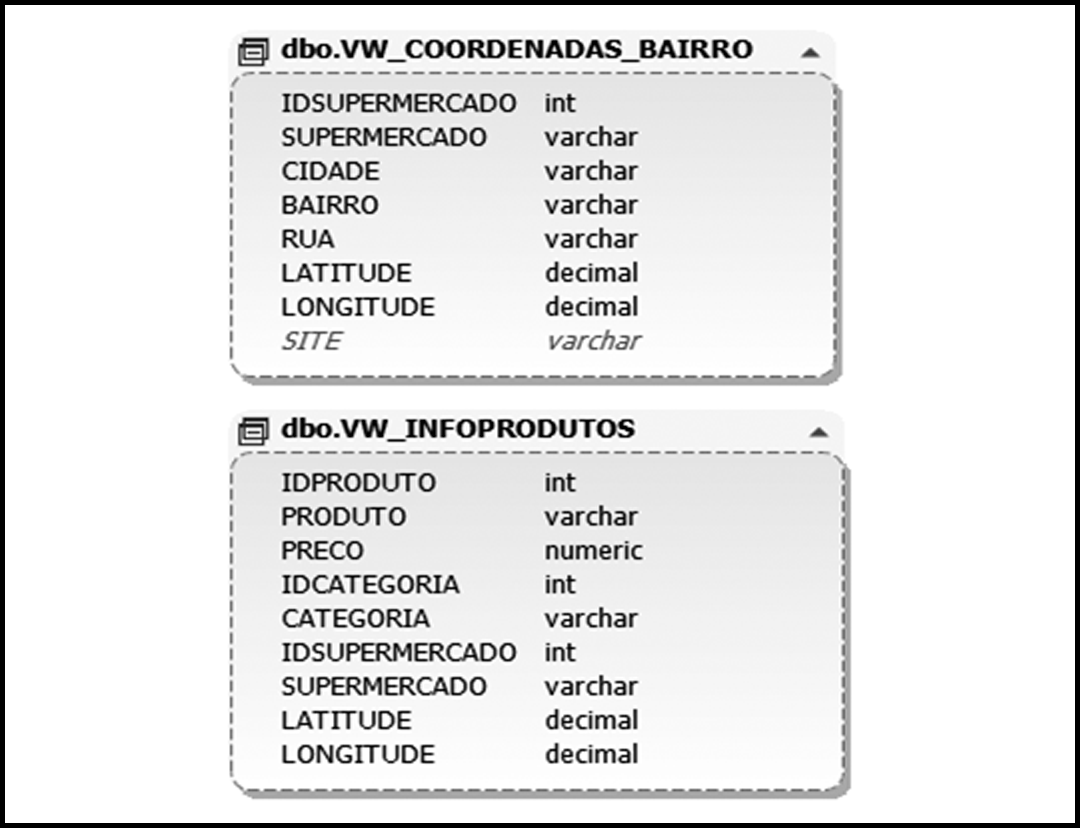 dbo.VW_COORDENADAS_BAIRRO
IDSUPERMERCADO int
SUPERMERCADO varchar
CIDADE varchar
BAIRRO varchar
RUA varchar
LATITUDE decimal
LONGITUDE decimal
SITE varchar
dbo.VW_INFOPRODUTOS
IDPRODUTO int
PRODUTO varchar
PRECO numeric
IDCATEGORIA int
CATEGORIA varchar
IDSUPERMERCADO int
SUPERMERCADO varchar
LATITUDE decimal
LONGITUDE decimal